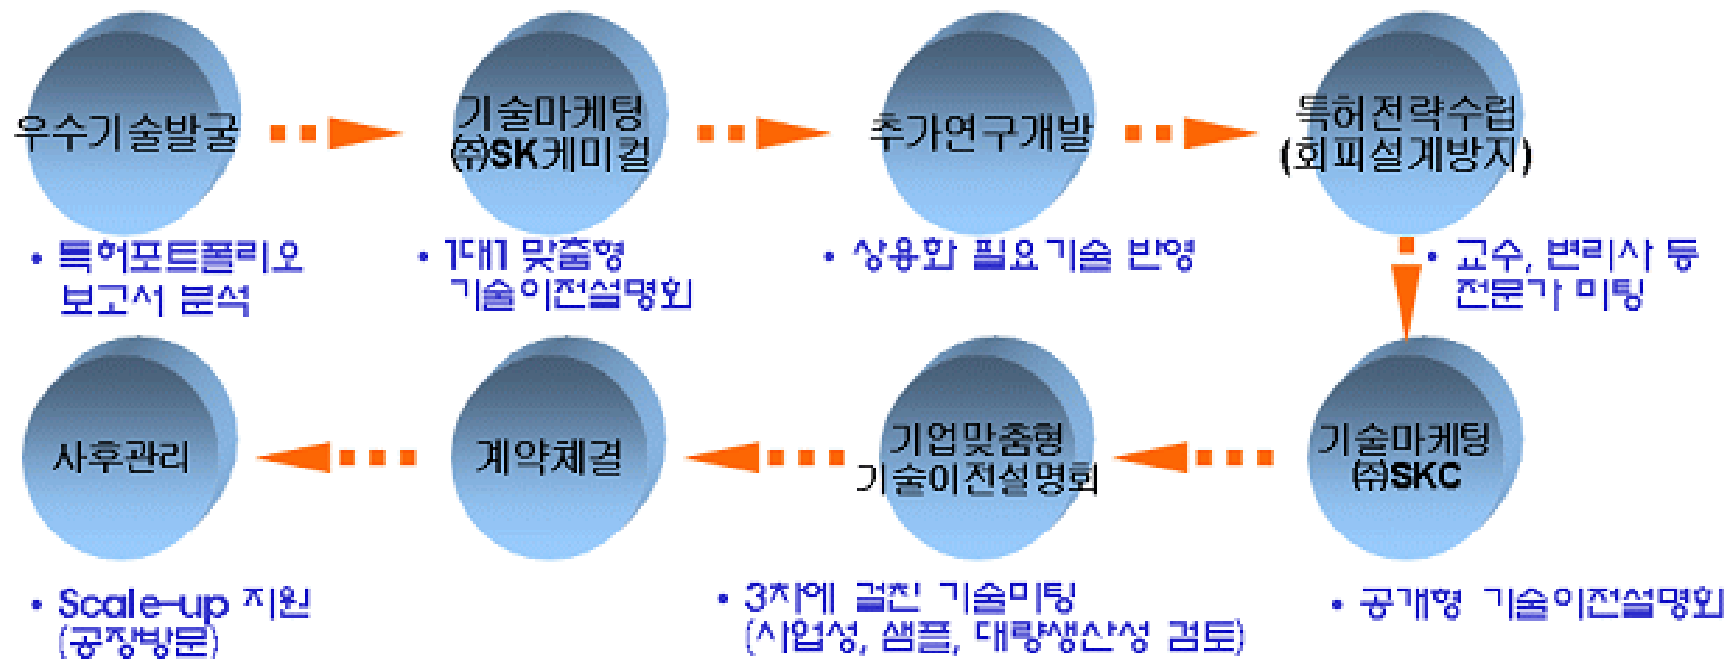 우수기술발굴
기술마케팅
㈜SK케미컬
추가연구개발
특허전략수립
(회피설계방지)
• 특허포트폴리오
보고서 분석
• 1대1 맞춤형
기술이전설명회
• 상용화 필요기술 반영
• 교수, 변리사 등
전문가 미팅
사후관리
계약체결
기업맞춤형
기술이전설명회
기술마케팅
㈜SKC
• Scale-up 지원
(공장방문)
• 3차에 걸친 기술미팅
(사업성, 샘플, 대량생산성 검토)
• 공개형 기술이전설명회